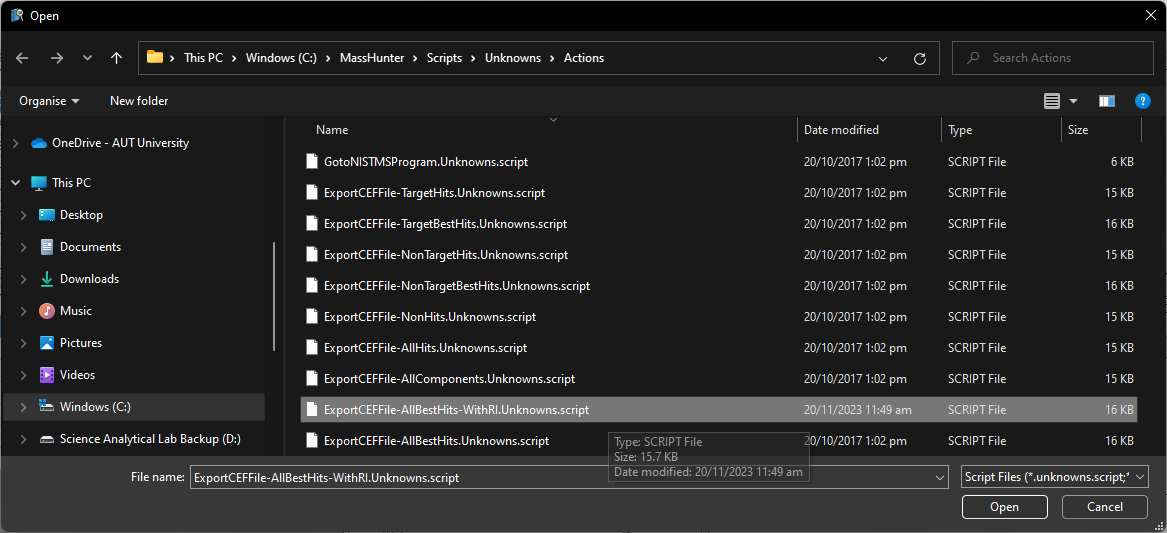 Open
This PC > Windows (C:) > MassHunter > Scripts > Unknowns > Actions
Search Actions
Organise New folder
OneDrive - AUT University
This PC
Desktop
Documents
Downloads
Music
Pictures
Videos
Windows (C:)
Science Analytical Lab Backup (D:)
Name Date modified Type Size
GotoNISTMSProgram.Unknowns.script 20/10/2017 1:02 pm SCRIPT File 6 KB
ExportCEFFile-TargetHits.Unknowns.script 20/10/2017 1:02 pm SCRIPT File 15 KB
ExportCEFFile-TargetBestHits.Unknowns.script 20/10/2017 1:02 pm SCRIPT File 16 KB
ExportCEFFile-NonTargetHits.Unknowns.script 20/10/2017 1:02 pm SCRIPT File 15 KB
ExportCEFFile-NonTargetBestHits.Unknowns.script 20/10/2017 1:02 pm SCRIPT File 16 KB
ExportCEFFile-NonHits.Unknowns.script 20/10/2017 1:02 pm SCRIPT File 15 KB
ExportCEFFile-AllHits.Unknowns.script 20/10/2017 1:02 pm SCRIPT File 15 KB
ExportCEFFile-AllComponents.Unknowns.script 20/10/2017 1:02 pm SCRIPT File 15 KB
ExportCEFFile-AllBestHits-WithRI.Unknowns.script 20/11/2023 11:49 am SCRIPT File 16 KB
ExportCEFFile-AllBestHits.Unknowns.script 20/10/2017 1:02 pm SCRIPT File 16 KB
Type: SCRIPT File
Size: 15.7 KB
Date modified: 20/11/2023 11:49 am
File name: ExportCEFFile-AllBestHits-WithRI.Unknowns.script Script Files (*.unknowns.script;*
Open Cancel